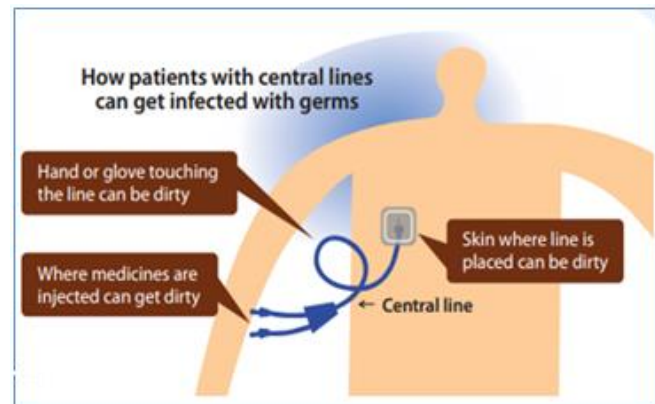 How patients with central lines
can get infected with germs
Hand or glove touching
the line can be dirty
Where medicines are
injected can get dirty
Skin where line is
placed can be dirty
← Central line